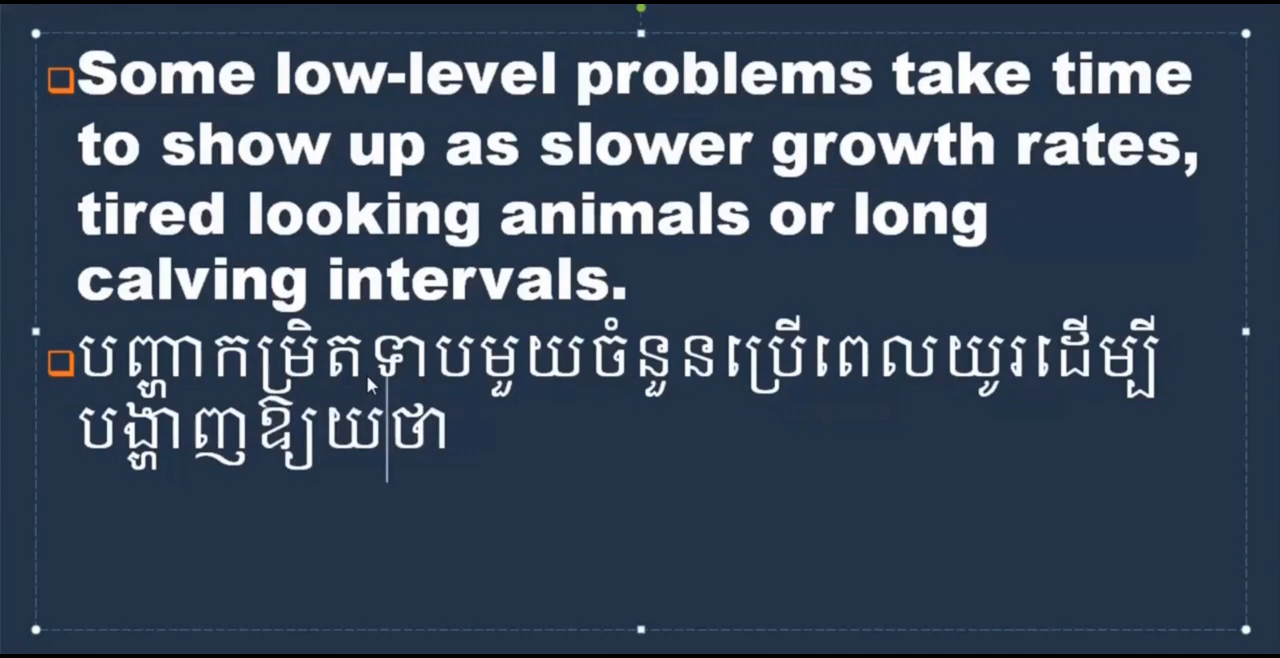 Some low-level problems take time
to show up as slower growth rates,
tired looking animals or long
calving intervals.
បញ្ហាកម្រិតទាបមួយចំនួនប្រើពេលយូរដើម្បី
បង្ហាញឱ្យយថា